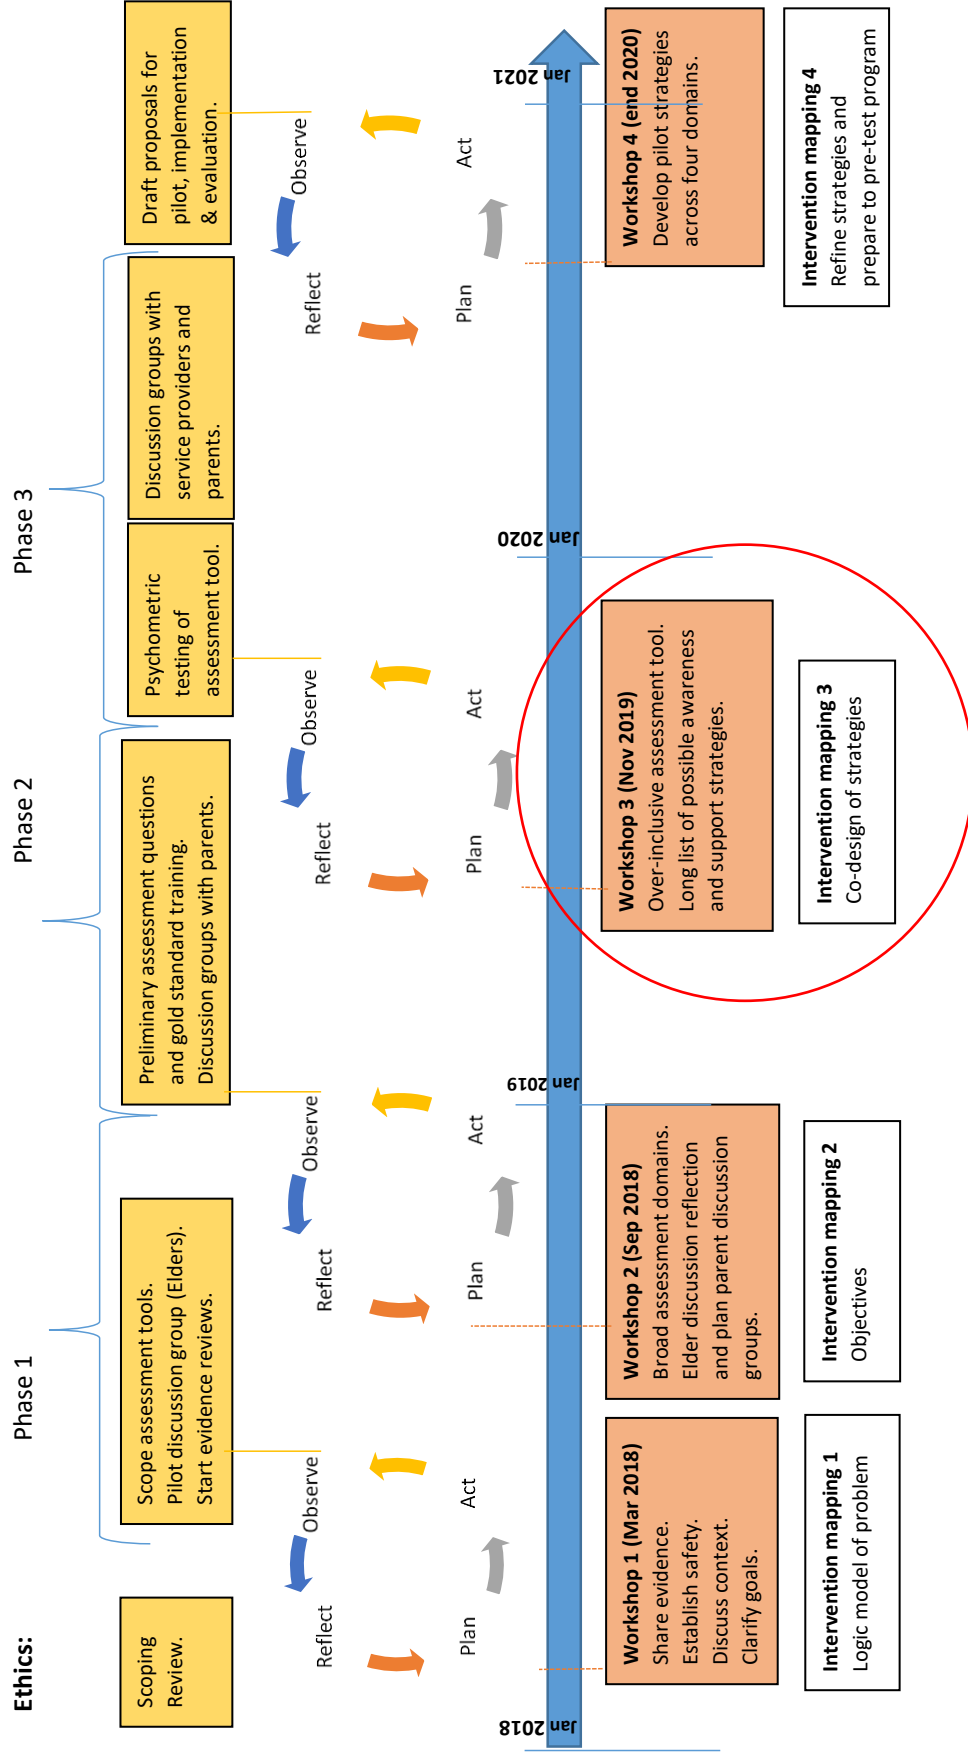 Ethics:
Phase 1
Phase 2
Phase 3
Scoping
Review.
Scope assessment tools.
Pilot discussion group (Elders).
Start evidence reviews.
Preliminary assessment questions
and gold standard training.
Discussion groups with parents.
Psychometric
testing of
assessment tool.
Discussion groups with
service providers and
parents.
Draft proposals for
pilot, implementation
& evaluation.
Observe
Reflect
Plan
Act
Observe
Reflect
Plan
Act
Observe
Reflect
Plan
Act
Observe
Reflect
Plan
Act
Jan 2018
Jan 2019
Jan 2020
Jan 2021
Workshop 1 (Mar 2018)
Share evidence.
Establish safety.
Discuss context.
Clarify goals.
Workshop 2 (Sep 2018)
Broad assessment domains.
Elder discussion reflection
and plan parent discussion
groups.
Workshop 3 (Nov 2019)
Over-inclusive assessment tool.
Long list of possible awareness
and support strategies.
Workshop 4 (end 2020)
Develop pilot strategies
across four domains.
Intervention mapping 1
Logic model of problem
Intervention mapping 2
Objectives
Intervention mapping 3
Co-design of strategies
Intervention mapping 4
Refine strategies and
prepare to pre-test program